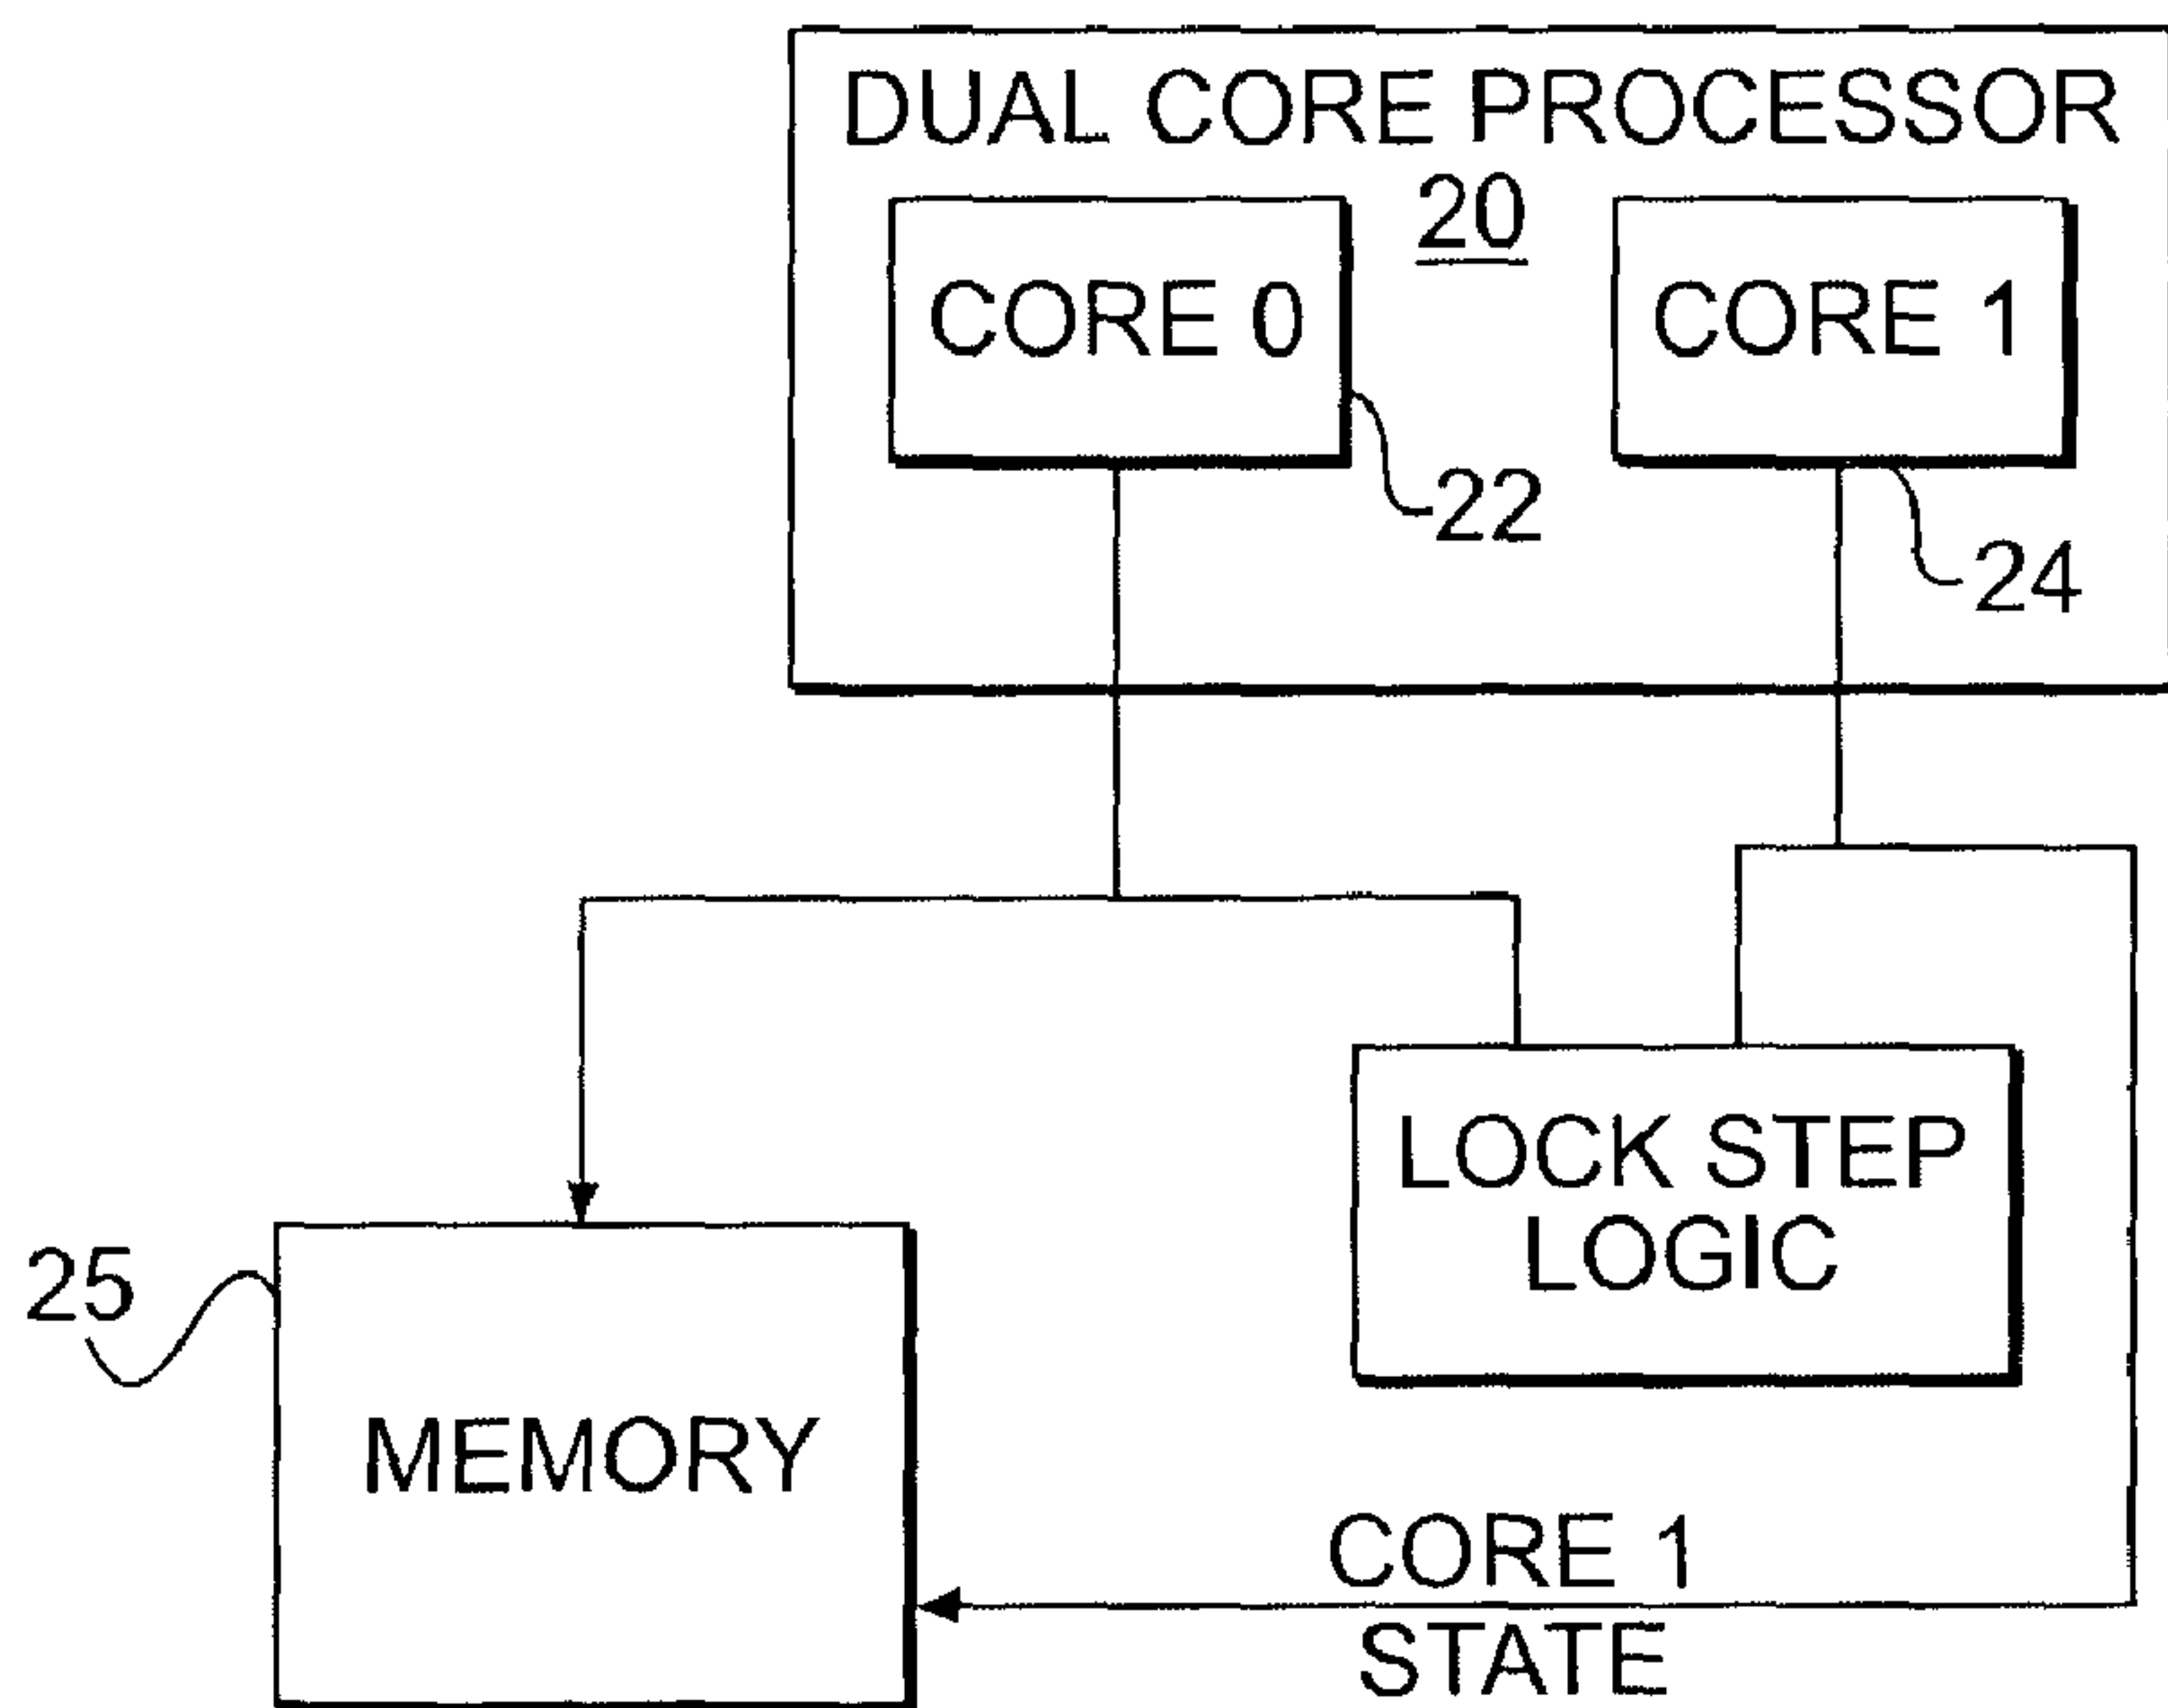 DUAL CORE PROCESSOR
20
CORE 0
CORE 1
22
24
LOCK STEP
LOGIC
25
MEMORY
CORE 1
STATE